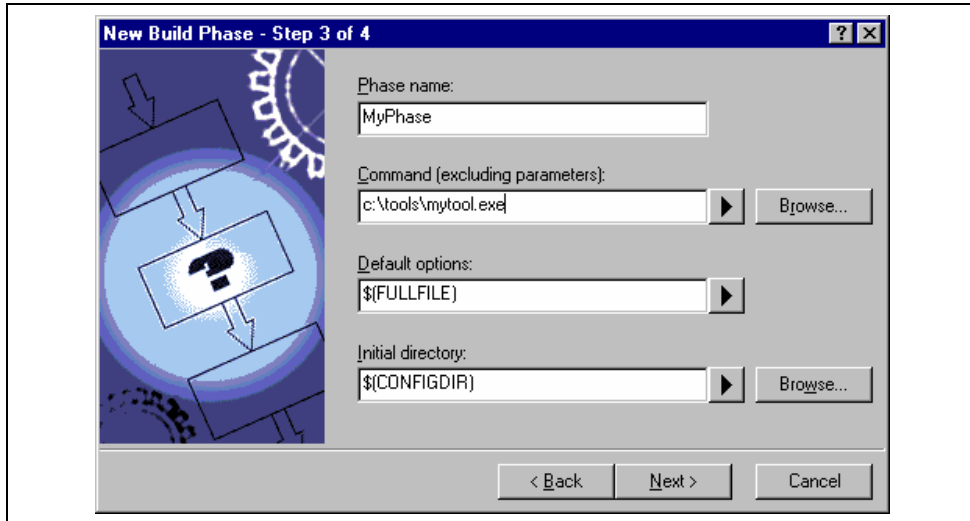 New Build Phase - Step 3 of 4
Phase name:
MyPhase
Command (excluding parameters):
c:\tools\mytool.exe
Browse...
Default options:
$(FULLFILE)
Initial directory:
$(CONFIGDIR)
Browse...
< Back Next > Cancel